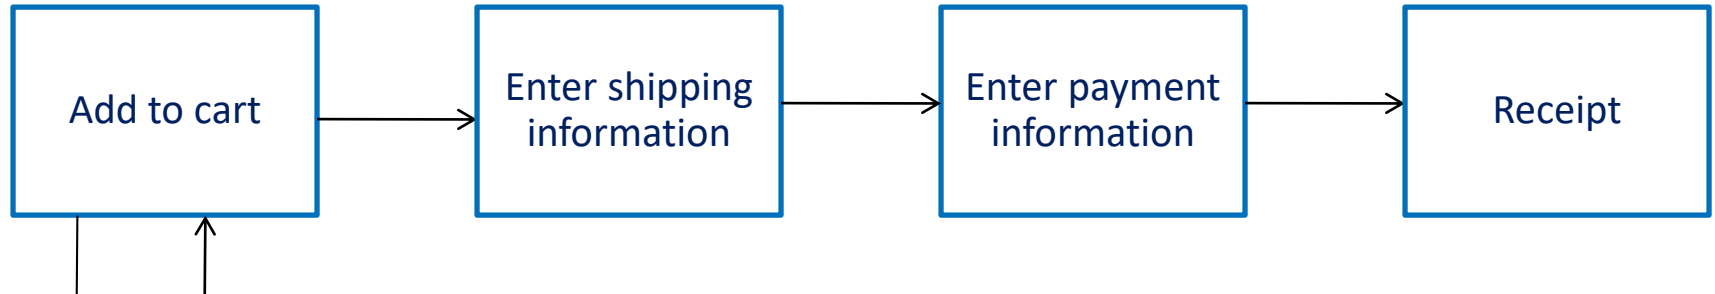 Add to cart
Enter shipping
information
Enter payment
information
Receipt